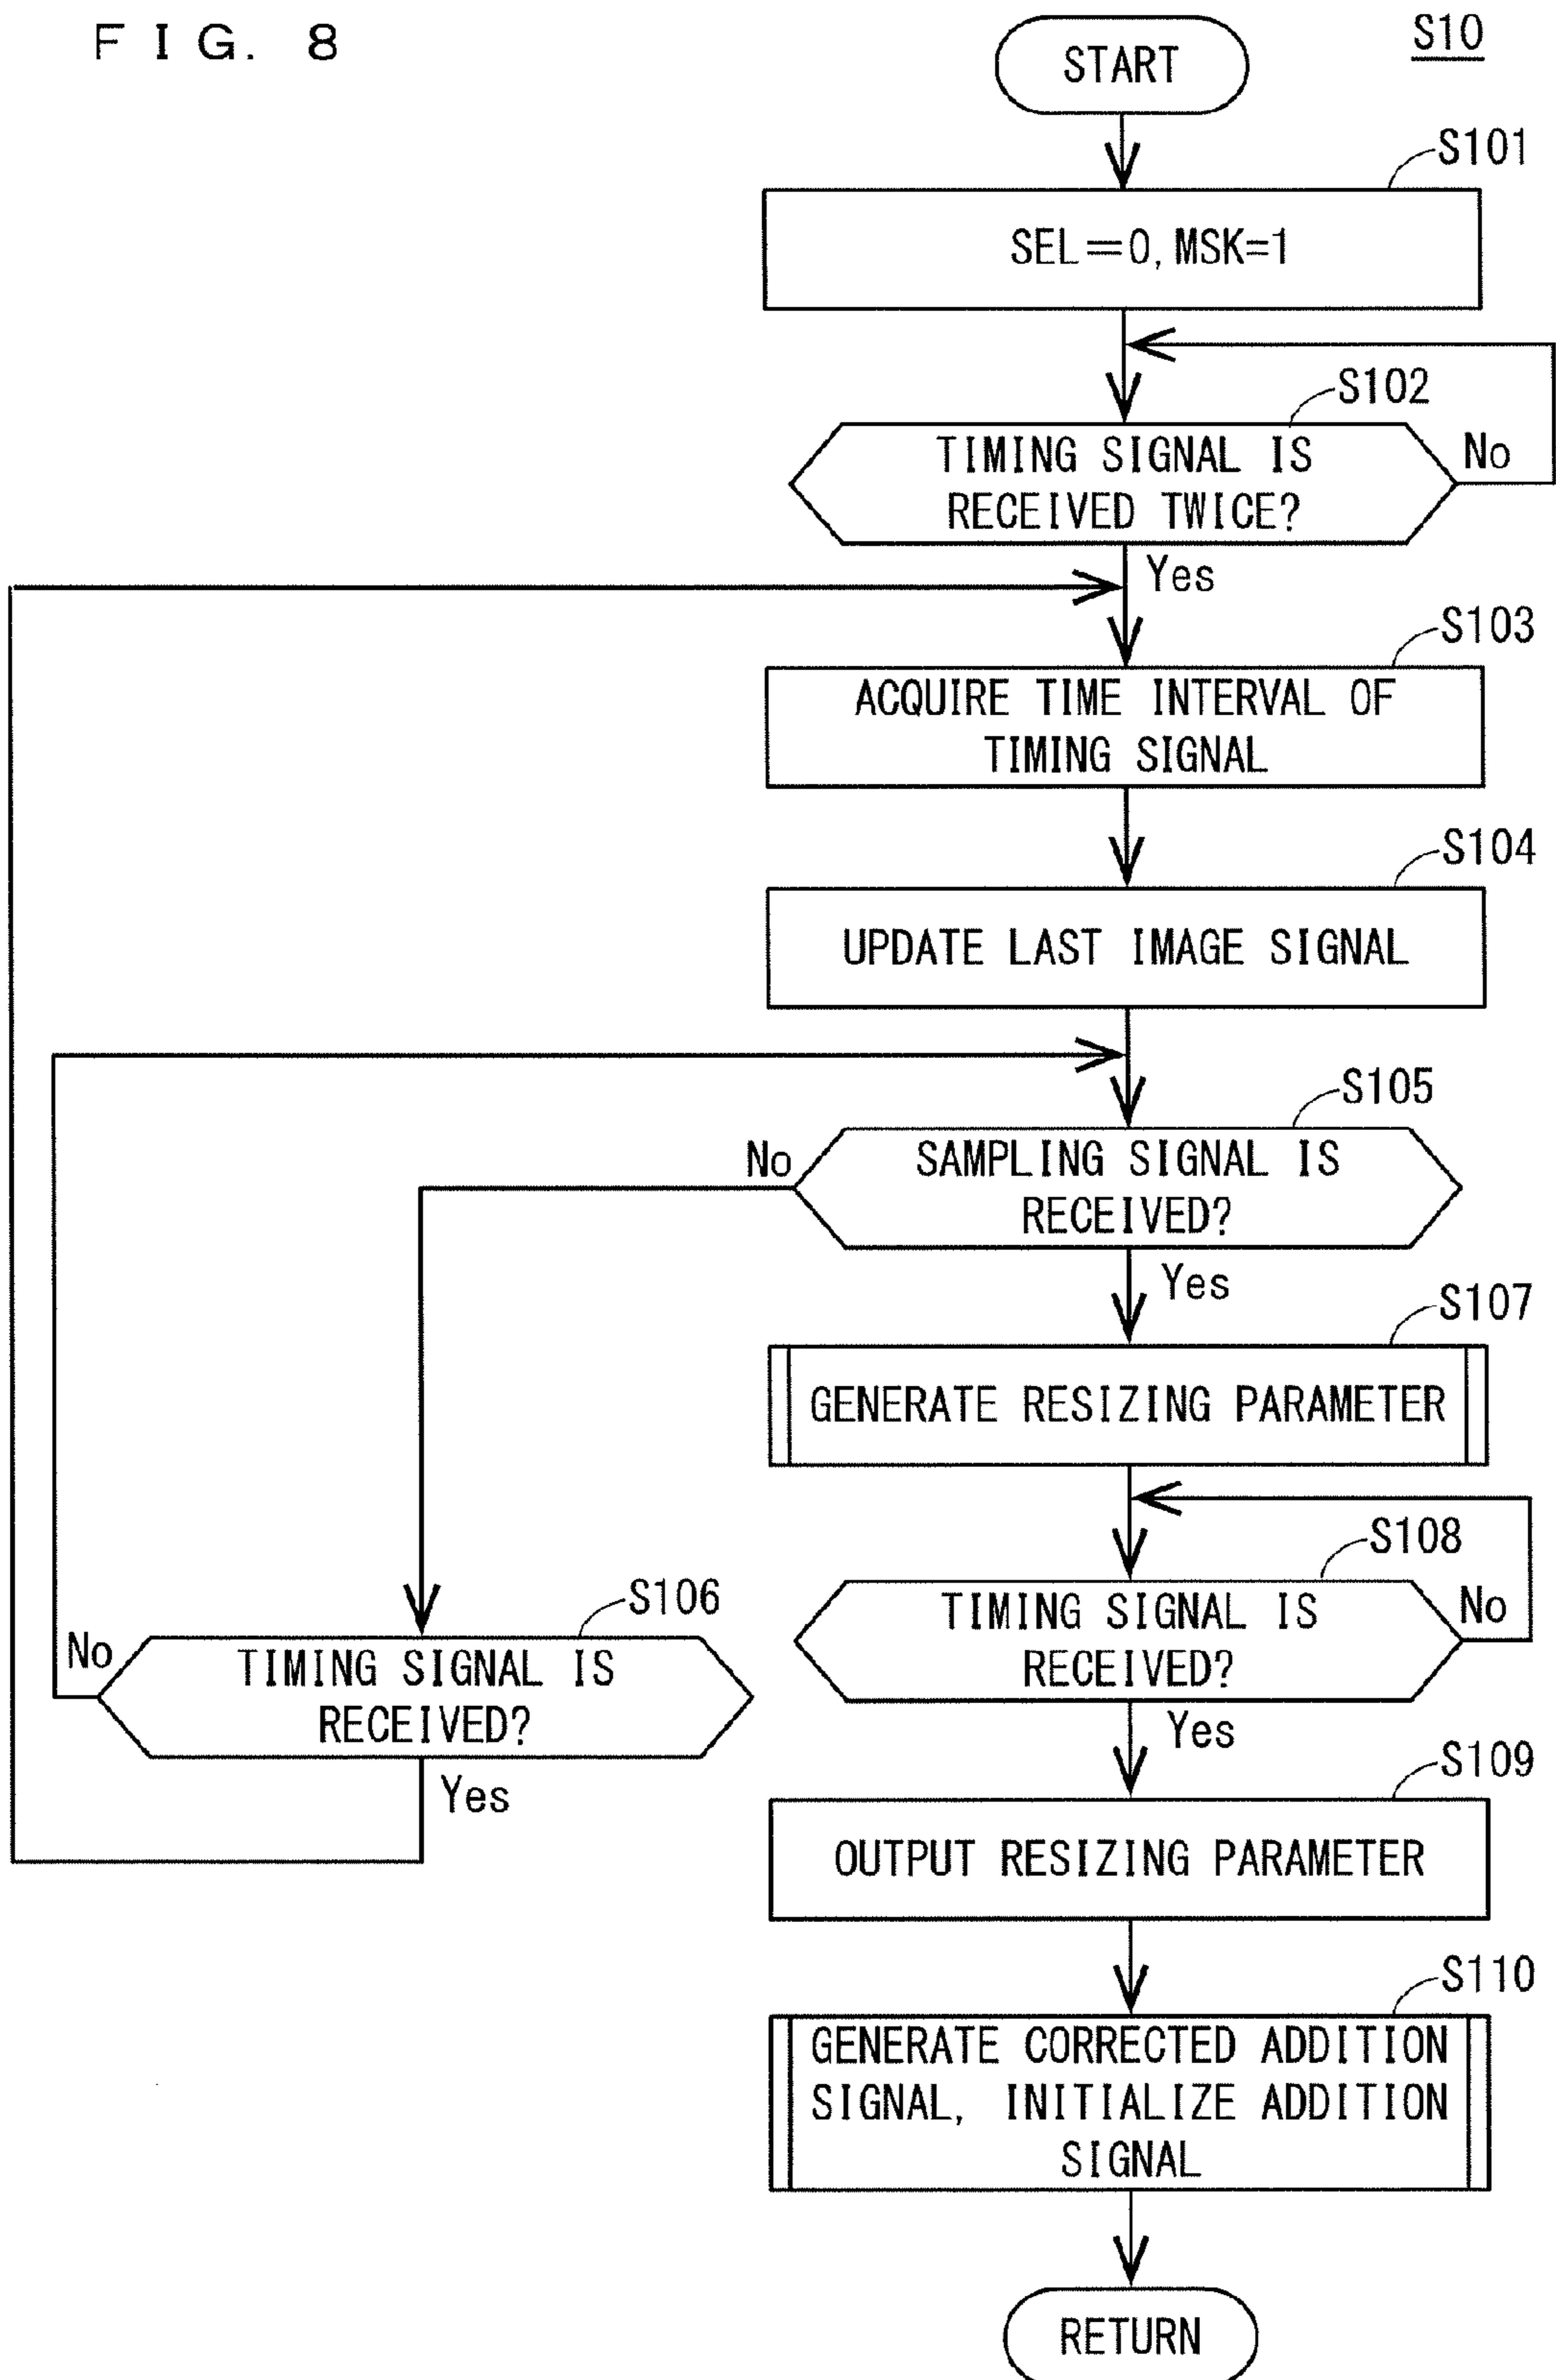 FIG. 8
S10
START
S101
SEL=0, MSK=1
S102
TIMING SIGNAL IS
RECEIVED TWICE?
No
Yes
S103
ACQUIRE TIME INTERVAL OF
TIMING SIGNAL
S104
UPDATE LAST IMAGE SIGNAL
S105
No
SAMPLING SIGNAL IS
RECEIVED?
Yes
S107
GENERATE RESIZING PARAMETER
S108
TIMING SIGNAL IS
RECEIVED?
No
Yes
S106
No
TIMING SIGNAL IS
RECEIVED?
Yes
S109
OUTPUT RESIZING PARAMETER
S110
GENERATE CORRECTED ADDITION
SIGNAL, INITIALIZE ADDITION
SIGNAL
RETURN